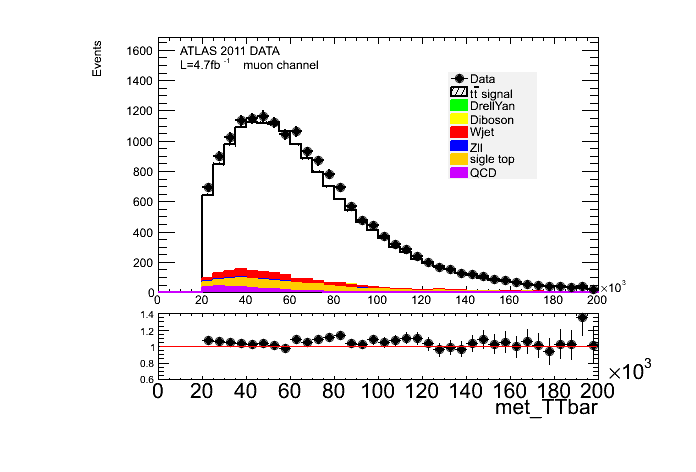 Events
1600
1400
1200
1000
800
600
400
200
0
ATLAS 2011 DATA
L=4.7fb⁻¹ muon channel
Data
tt̄ signal
DrellYan
Diboson
Wjet
Zll
sigle top
QCD
0 20 40 60 80 100 120 140 160 180 200 ×10³
1.4
1.2
1
0.8
0.6
0 20 40 60 80 100 120 140 160 180 200
×10³
met_TTbar